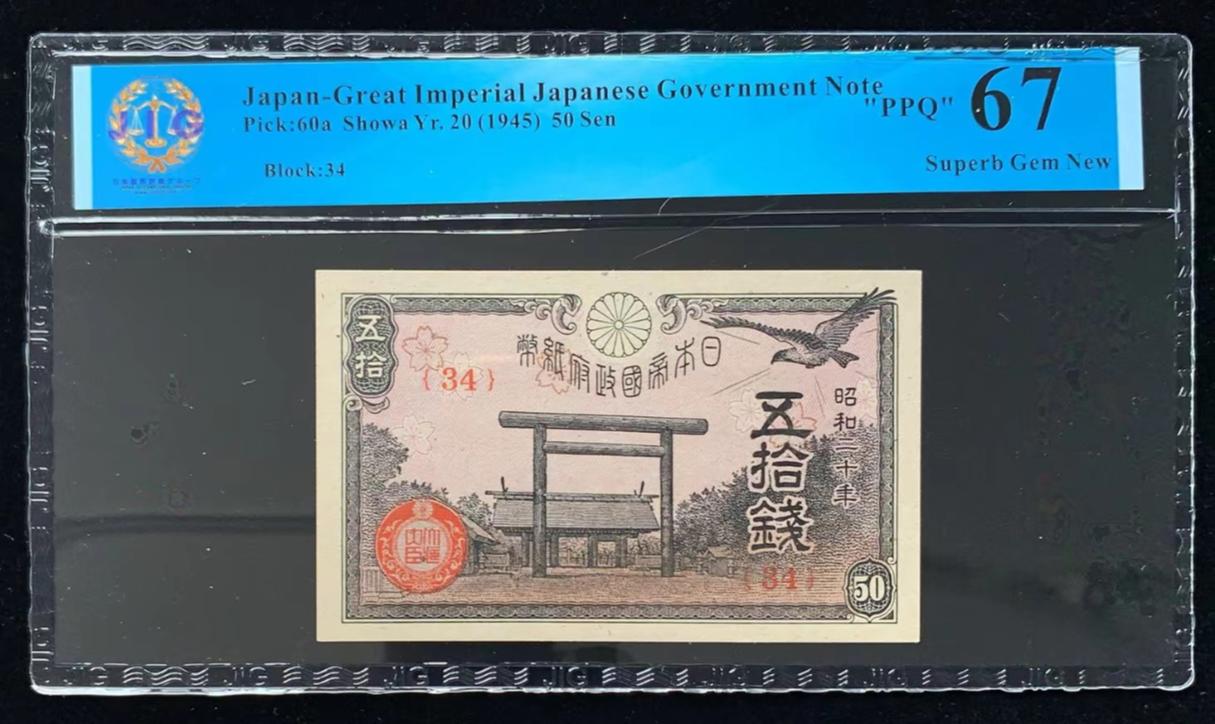 Japan-Great Imperial Japanese Government Note
"PPQ" 67
Pick:60a Showa Yr. 20 (1945) 50 Sen
Block:34
Superb Gem New
JIG
五拾
日本帝國政府紙幣
{34}
昭和二十年
五拾錢
{34}
50